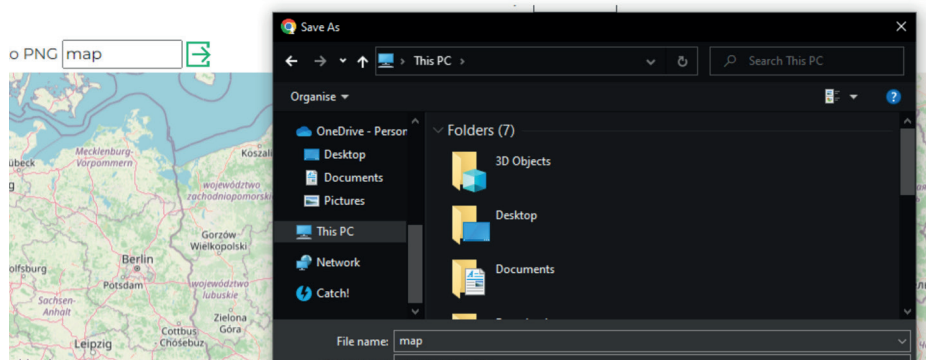 o PNG map
Save As
This PC
Search This PC
Organise
OneDrive - Person
Desktop
Documents
Pictures
This PC
Network
Catch!
Folders (7)
3D Objects
Desktop
Documents
File name: map
Mecklenburg-
Vorpommern
Koszali
übeck
województwo
zachodniopomorski
Gorzów
Wielkopolski
Berlin
olfsburg
Potsdam
województwo
lubuskie
Sachsen-
Anhalt
Zielona
Góra
Cottbus
- Chóśebuz
Leipzig